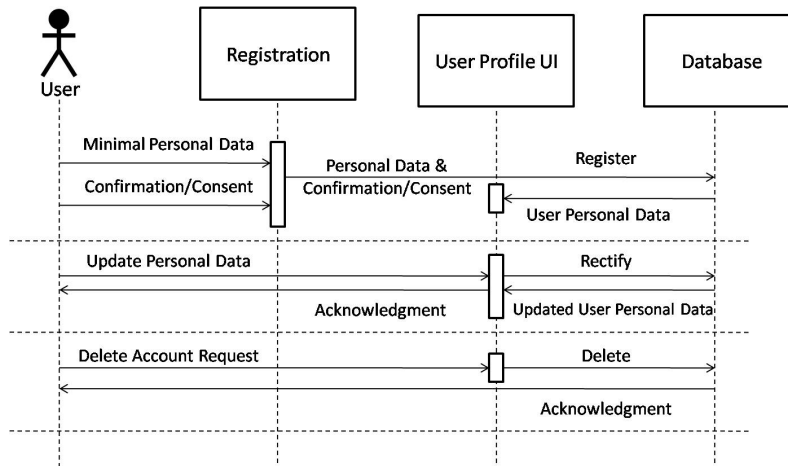 User
Registration
User Profile UI
Database
Minimal Personal Data
Personal Data &
Confirmation/Consent
Register
Confirmation/Consent
User Personal Data
Update Personal Data
Rectify
Acknowledgment
Updated User Personal Data
Delete Account Request
Delete
Acknowledgment